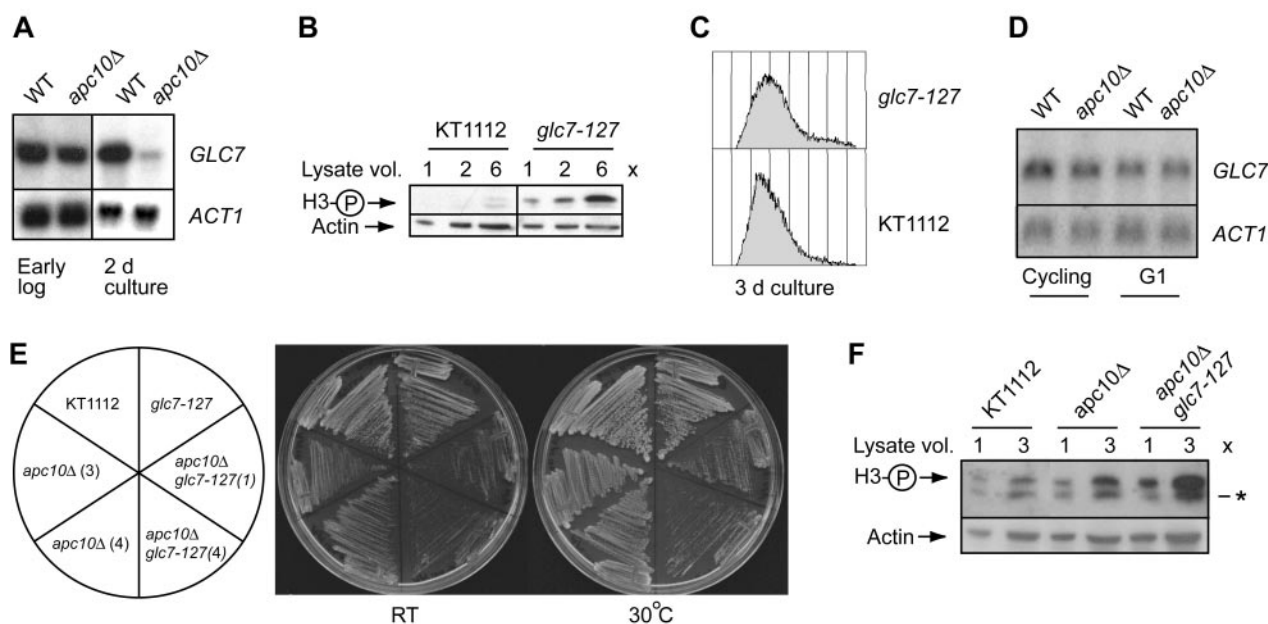 A
WT apc10Δ WT apc10Δ
GLC7
ACT1
Early log
2 d culture
B
KT1112 glc7-127
Lysate vol. 1 2 6 1 2 6 x
H3-P
Actin
C
glc7-127
KT1112
3 d culture
D
WT apc10Δ WT apc10Δ
GLC7
ACT1
Cycling G1
E
KT1112
glc7-127
apc10Δ (3)
apc10Δ
glc7-127(1)
apc10Δ (4)
apc10Δ
glc7-127(4)
RT 30°C
F
KT1112 apc10Δ apc10Δ glc7-127
Lysate vol. 1 3 1 3 1 3 x
H3-P
–*
Actin